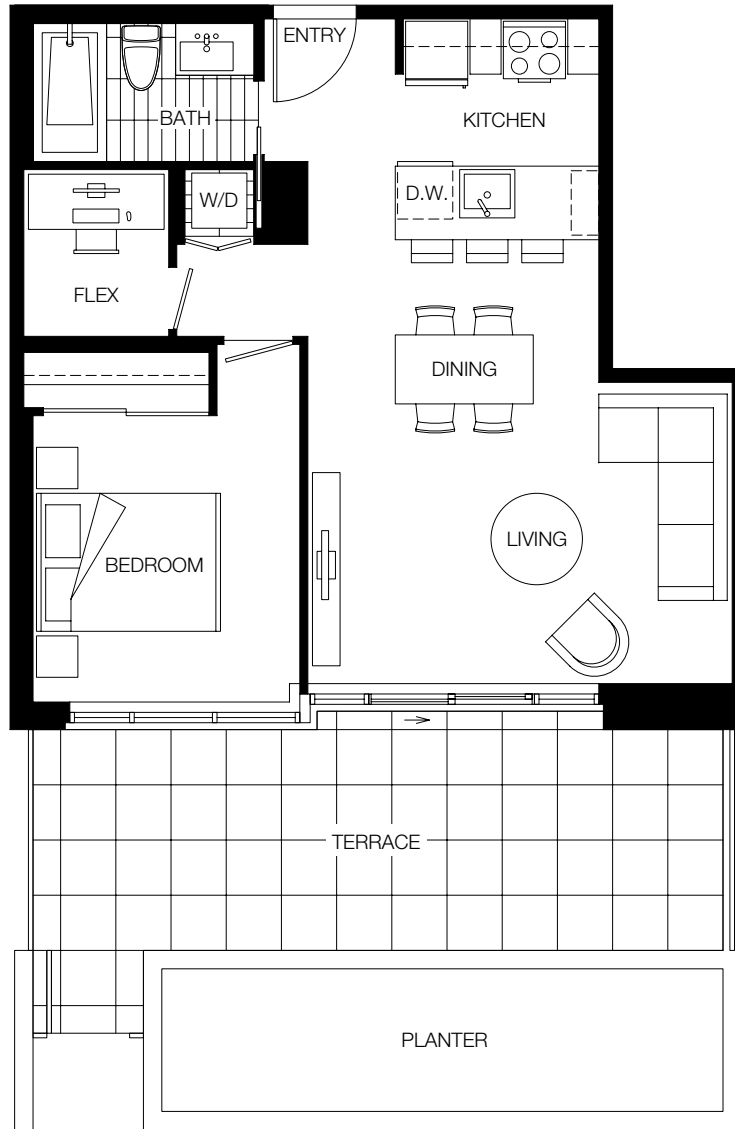 ENTRY
BATH
KITCHEN
W/D
D.W.
FLEX
DINING
LIVING
BEDROOM
TERRACE
PLANTER